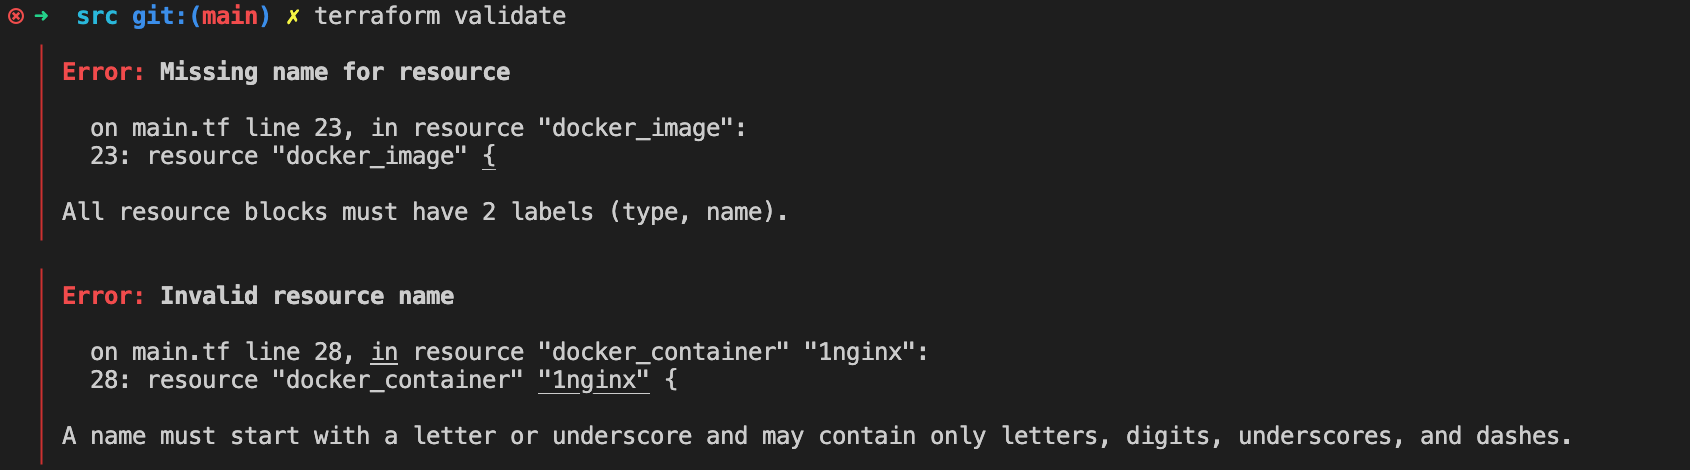 src git:(main) ✗ terraform validate
Error: Missing name for resource
on main.tf line 23, in resource "docker_image":
23: resource "docker_image" {
All resource blocks must have 2 labels (type, name).
Error: Invalid resource name
on main.tf line 28, in resource "docker_container" "1nginx":
28: resource "docker_container" "1nginx" {
A name must start with a letter or underscore and may contain only letters, digits, underscores, and dashes.